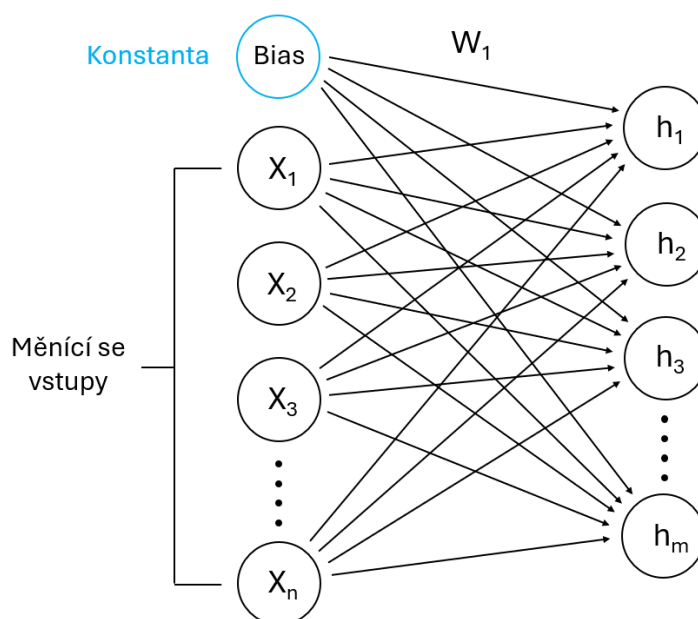 Konstanta
Bias
W₁
X₁
X₂
X₃
Xₙ
Měnící se
vstupy
h₁
h₂
h₃
hₘ